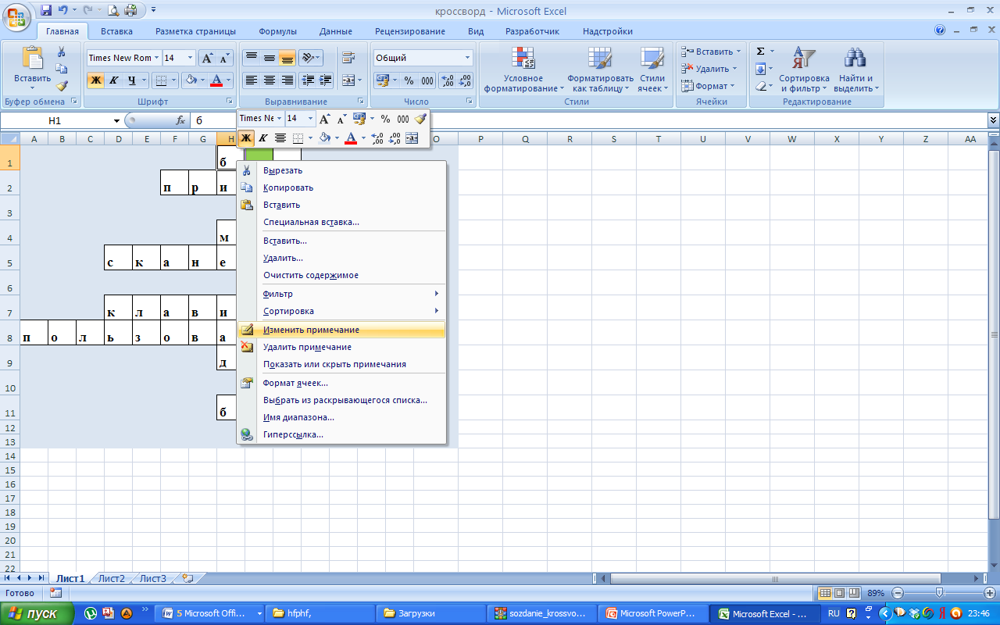 кроссворд - Microsoft Excel
Главная Вставка Разметка страницы Формулы Данные Рецензирование Вид Разработчик Надстройки
Вставить
Буфер обмена
Times New Rom 14
Ж К Ч
Шрифт
Выравнивание
Общий
% 000
Число
Условное форматирование
Форматировать как таблицу
Стили ячеек
Стили
Вставить
Удалить
Формат
Ячейки
Сортировка и фильтр
Найти и выделить
Редактирование
H1 fx б
Times Ne 14 % 000
Ж К
A B C D E F G H O P Q R S T U V W X Y Z AA
1 б
2 п р и
3
4 м
5 с к а н е
6
7 к л а в и
8 п о л ь з о в а
9 д
10
11 б
12
13
14
15
16
17
18
19
20
21
22
Вырезать
Копировать
Вставить
Специальная вставка...
Вставить...
Удалить...
Очистить содержимое
Фильтр
Сортировка
Изменить примечание
Удалить примечание
Показать или скрыть примечания
Формат ячеек...
Выбрать из раскрывающегося списка...
Имя диапазона...
Гиперссылка...
Лист1 Лист2 Лист3
Готово 89%
пуск 5 Microsoft Offi... hfphf, Загрузки sozdanie_krossvo... Microsoft PowerP... Microsoft Excel - ... RU 23:46